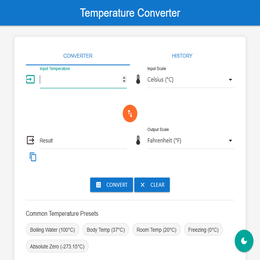 Temperature Converter
CONVERTER
HISTORY
Input Temperature
Input Scale
Celsius (°C)
Output Scale
Result
Fahrenheit (°F)
CONVERT
CLEAR
Common Temperature Presets
Boiling Water (100°C)
Body Temp (37°C)
Room Temp (20°C)
Freezing (0°C)
Absolute Zero (-273.15°C)